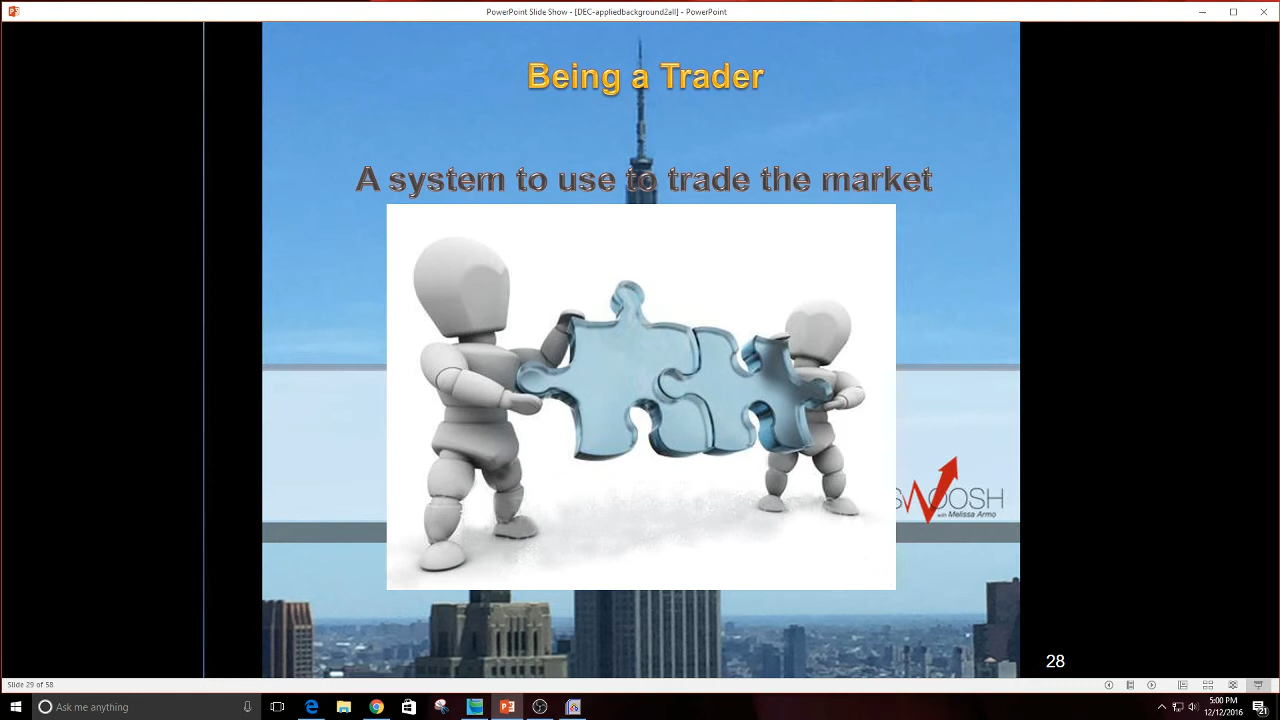 PowerPoint Slide Show - [DEC-appliedbackground2all] - PowerPoint
Being a Trader
A system to use to trade the market
SWOOSH
with Melissa Armo
28
Slide 29 of 58
Ask me anything
5:00 PM
12/12/2016